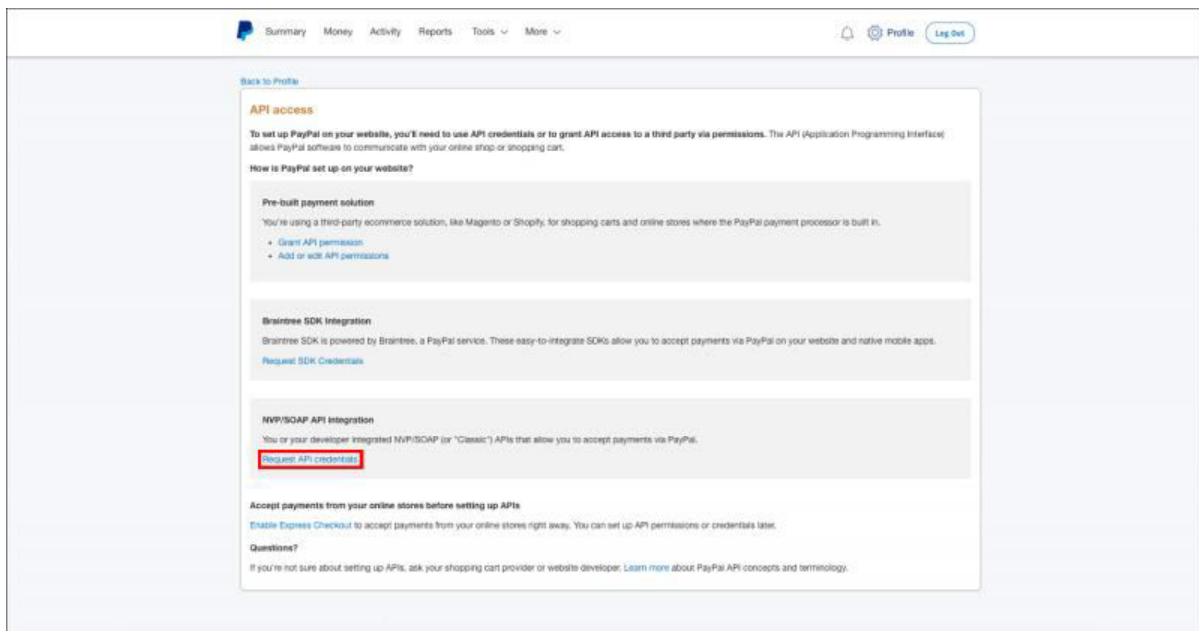 Summary Money Activity Reports Tools More Profile Log Out
Back to Profile
API access
To set up PayPal on your website, you'll need to use API credentials or to grant API access to a third party via permissions. The API (Application Programming Interface)
allows PayPal software to communicate with your online shop or shopping cart.
How is PayPal set up on your website?
Pre-built payment solution
You're using a third-party ecommerce solution, like Magento or Shopify, for shopping carts and online stores where the PayPal payment processor is built in.
• Grant API permission
• Add or edit API permissions
Braintree SDK Integration
Braintree SDK is powered by Braintree, a PayPal service. These easy-to-integrate SDKs allow you to accept payments via PayPal on your website and native mobile apps.
Request SDK Credentials
NVP/SOAP API integration
You or your developer integrated NVP/SOAP (or "Classic") APIs that allow you to accept payments via PayPal.
Request API credentials
Accept payments from your online stores before setting up APIs
Enable Express Checkout to accept payments from your online stores right away. You can set up API permissions or credentials later.
Questions?
If you're not sure about setting up APIs, ask your shopping cart provider or website developer. Learn more about PayPal API concepts and terminology.